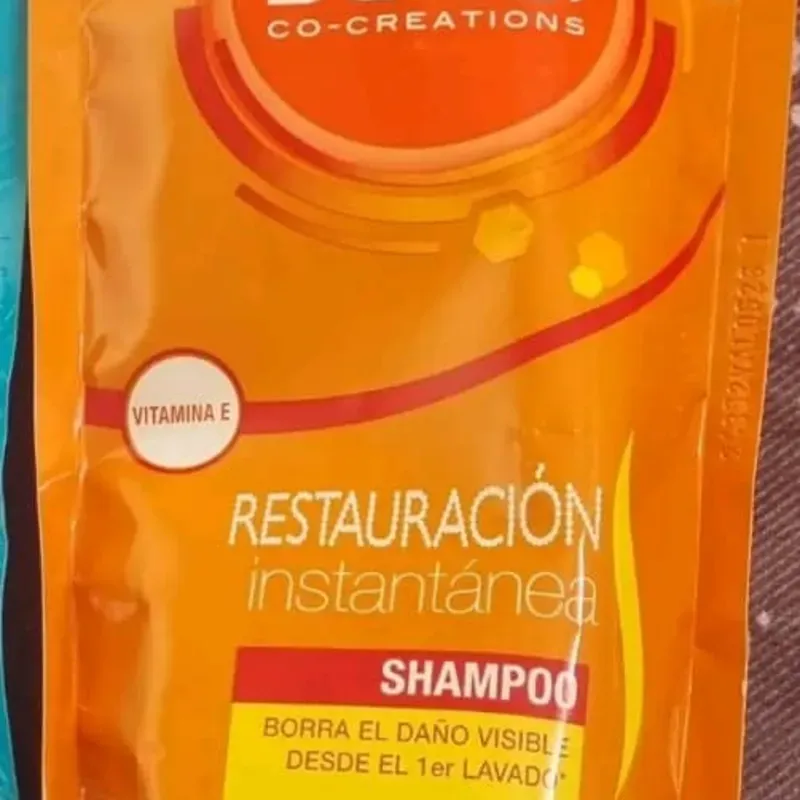 CO-CREATIONS
VITAMINA E
RESTAURACIÓN
instantánea
SHAMPOO
BORRA EL DAÑO VISIBLE
DESDE EL 1er LAVADO*